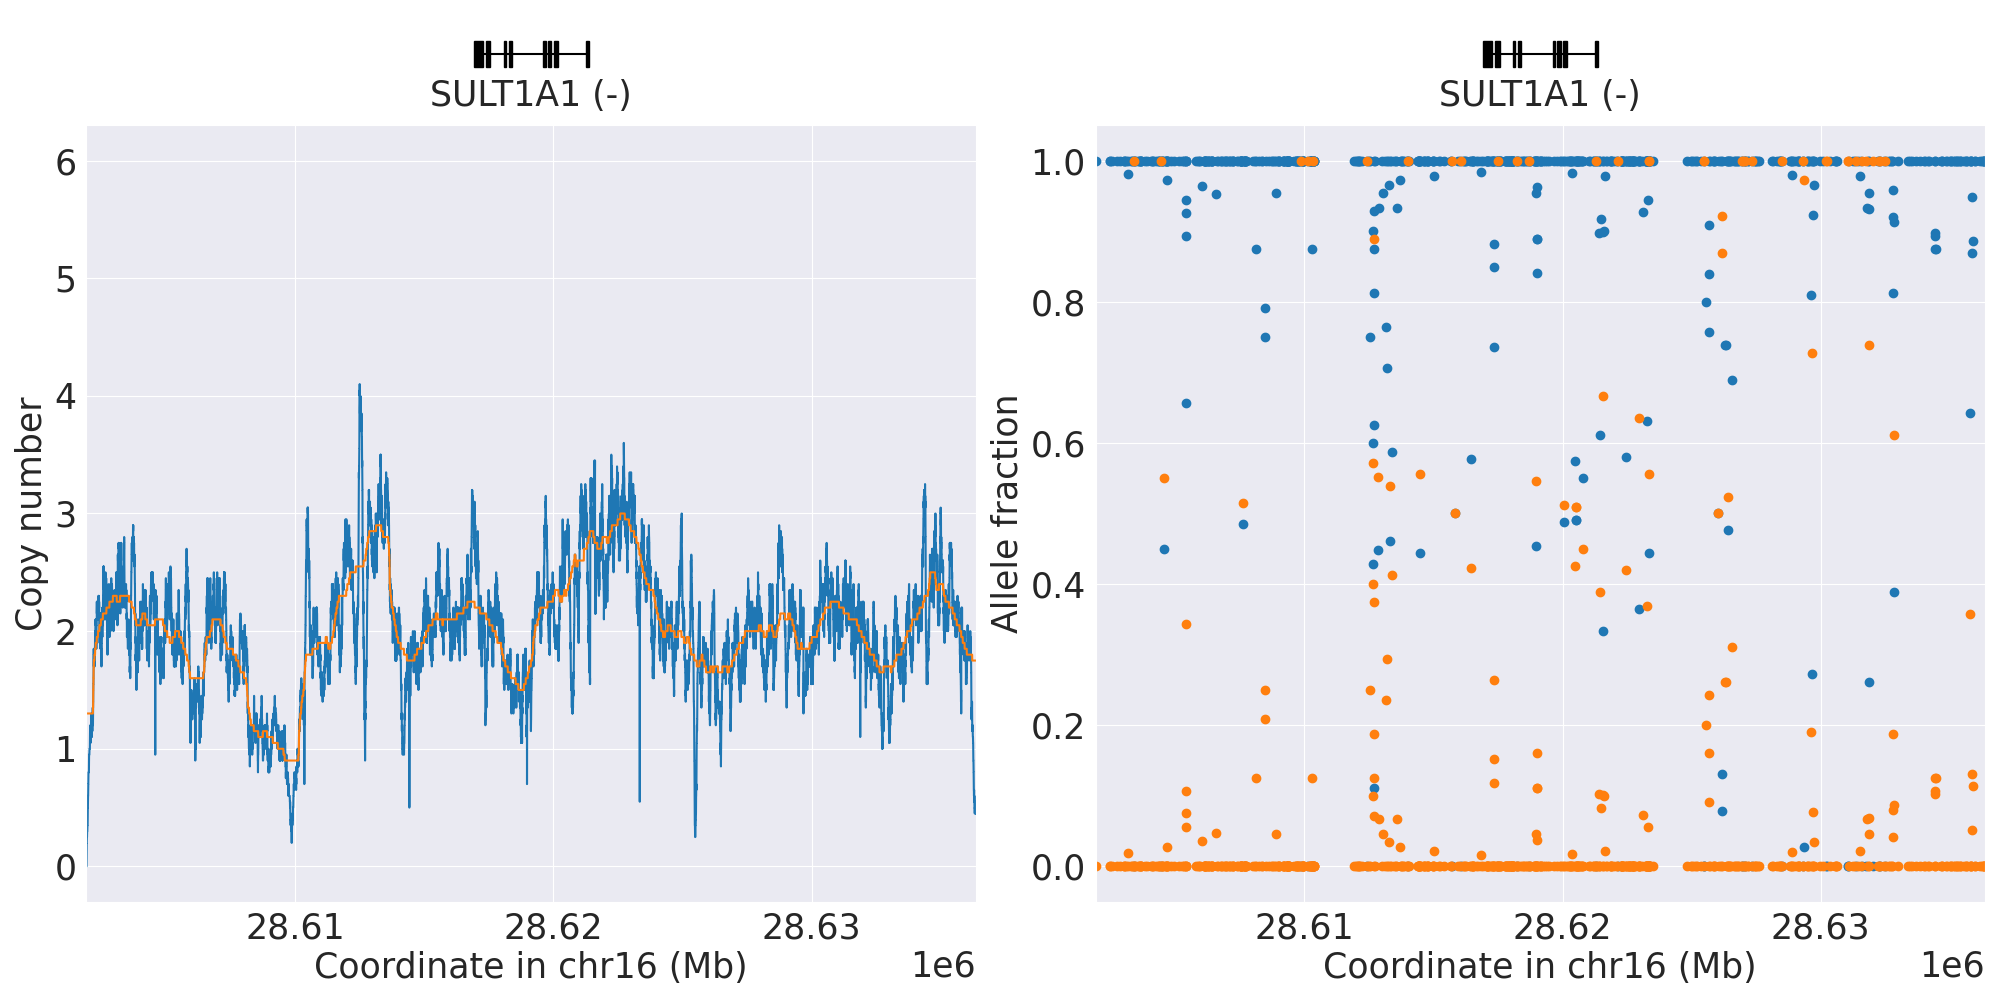 SULT1A1 (-)
Copy number
6
5
4
3
2
1
0
28.61
28.62
28.63
Coordinate in chr16 (Mb)
1e6
SULT1A1 (-)
Allele fraction
1.0
0.8
0.6
0.4
0.2
0.0
28.61
28.62
28.63
Coordinate in chr16 (Mb)
1e6